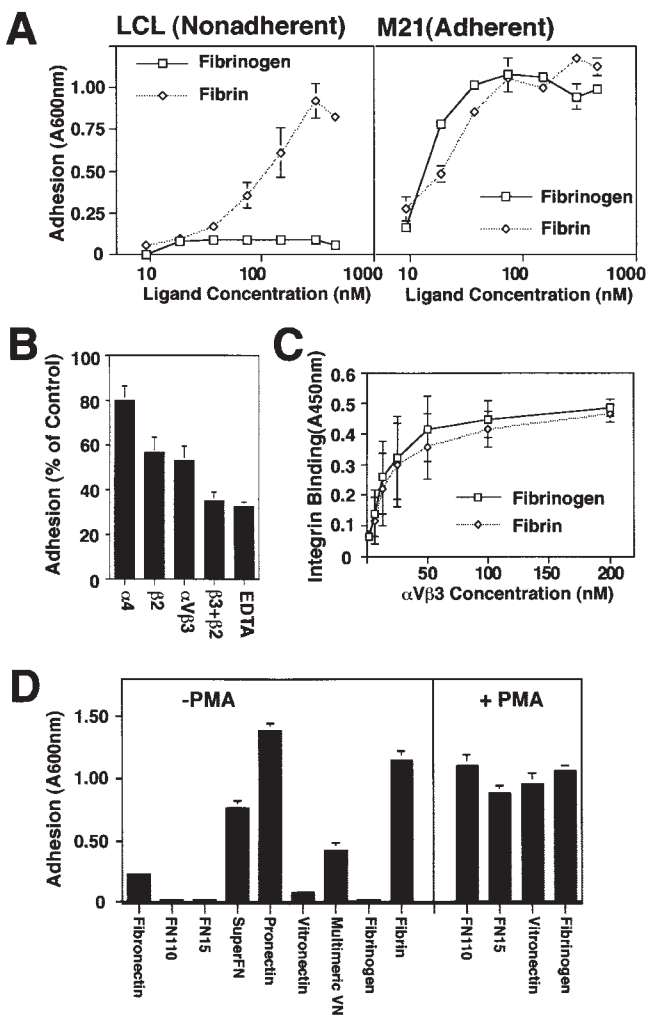 A
LCL (Nonadherent)
M21(Adherent)
Adhesion (A600nm)
1.00
0.75
0.50
0.25
0
Fibrinogen
Fibrin
10
100
1000
Ligand Concentration (nM)
Fibrinogen
Fibrin
10
100
1000
Ligand Concentration (nM)
B
Adhesion (% of Control)
100
80
60
40
20
0
α4
β2
αVβ3
β3+β2
EDTA
C
Integrin Binding(A450nm)
0.6
0.5
0.4
0.3
0.2
0.1
0
Fibrinogen
Fibrin
50
100
150
200
αVβ3 Concentration (nM)
D
-PMA
+ PMA
Adhesion (A600nm)
1.50
1.00
0.50
0
Fibronectin
FN110
FN15
SuperFN
Pronectin
Vitronectin
Multimeric VN
Fibrinogen
Fibrin
FN110
FN15
Vitronectin
Fibrinogen